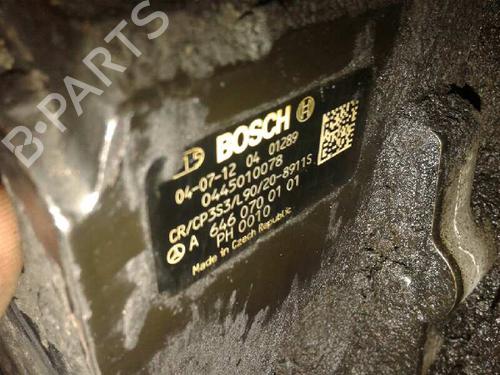 B-PARTS
BOSCH
04-07-12 04 01289
0445010078
CR/CP3S3/L90/20-8911S
A 646 070 01 01
PH 0010
Made in Czech Republic